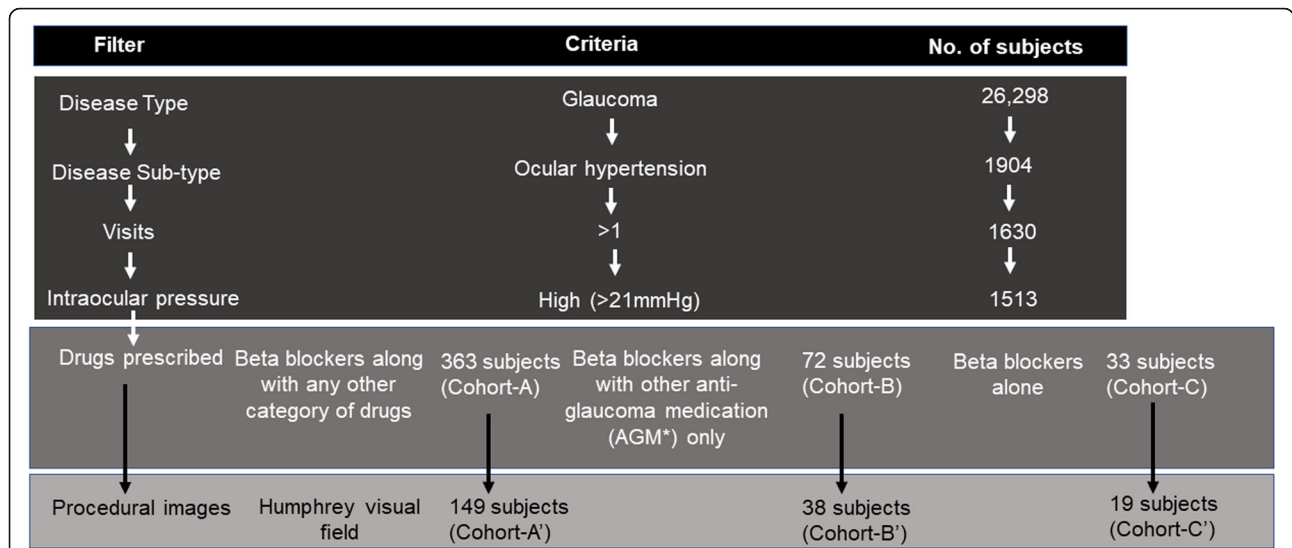 Filter Criteria No. of subjects
Disease Type Glaucoma 26,298
Disease Sub-type Ocular hypertension 1904
Visits >1 1630
Intraocular pressure High (>21mmHg) 1513
Drugs prescribed
Beta blockers along
with any other
category of drugs
363 subjects
(Cohort-A)
Beta blockers along
with other anti-
glaucoma medication
(AGM*) only
72 subjects
(Cohort-B)
Beta blockers
alone
33 subjects
(Cohort-C)
Procedural images
Humphrey visual
field
149 subjects
(Cohort-A’)
38 subjects
(Cohort-B’)
19 subjects
(Cohort-C’)